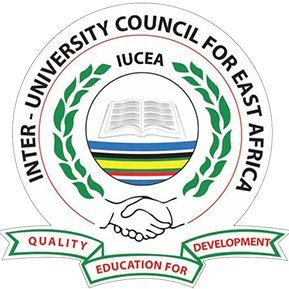 INTER - UNIVERSITY COUNCIL FOR EAST AFRICA
IUCEA
QUALITY
EDUCATION FOR
DEVELOPMENT